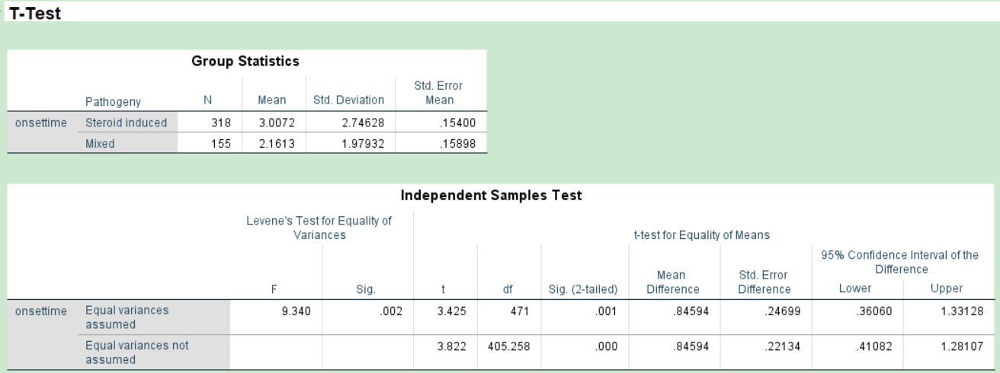 T-Test
Group Statistics
Pathogeny N Mean Std. Deviation Std. Error Mean
onsettime Steroid induced 318 3.0072 2.74628 .15400
Mixed 155 2.1613 1.97932 .15898
Independent Samples Test
Levene's Test for Equality of Variances
t-test for Equality of Means
95% Confidence Interval of the Difference
F Sig. t df Sig. (2-tailed) Mean Difference Std. Error Difference Lower Upper
onsettime Equal variances assumed 9.340 .002 3.425 471 .001 .84594 .24699 .36060 1.33128
Equal variances not assumed 3.822 405.258 .000 .84594 .22134 .41082 1.28107